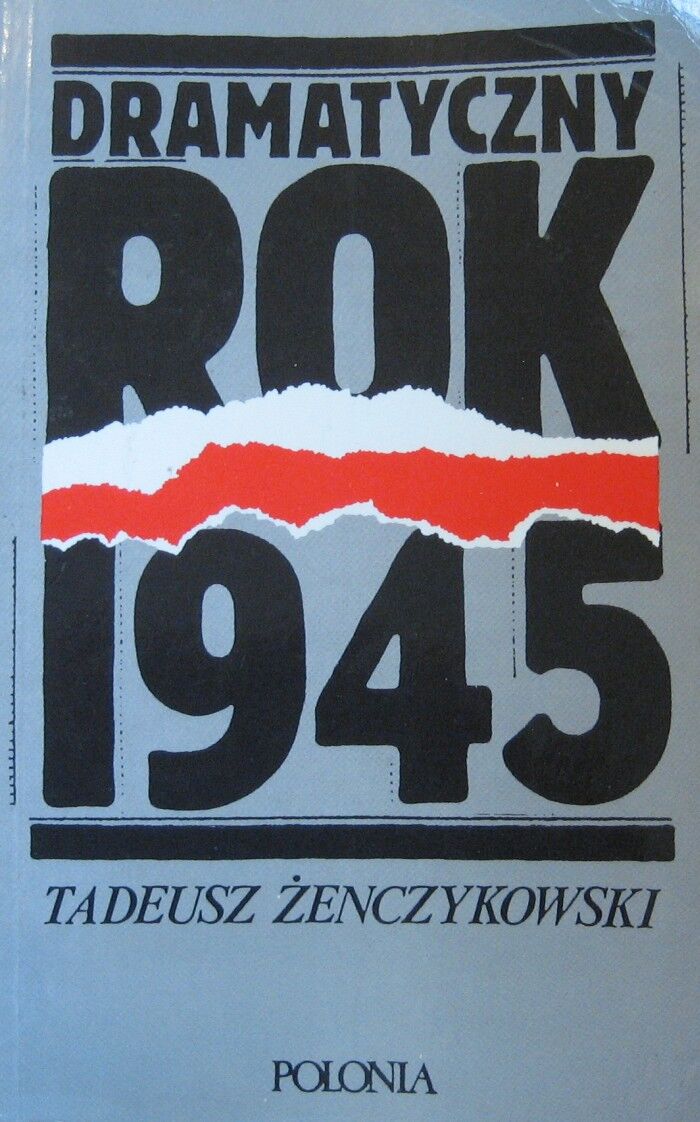 DRAMATYCZNY
ROK
1945
TADEUSZ ŻENCZYKOWSKI
POLONIA